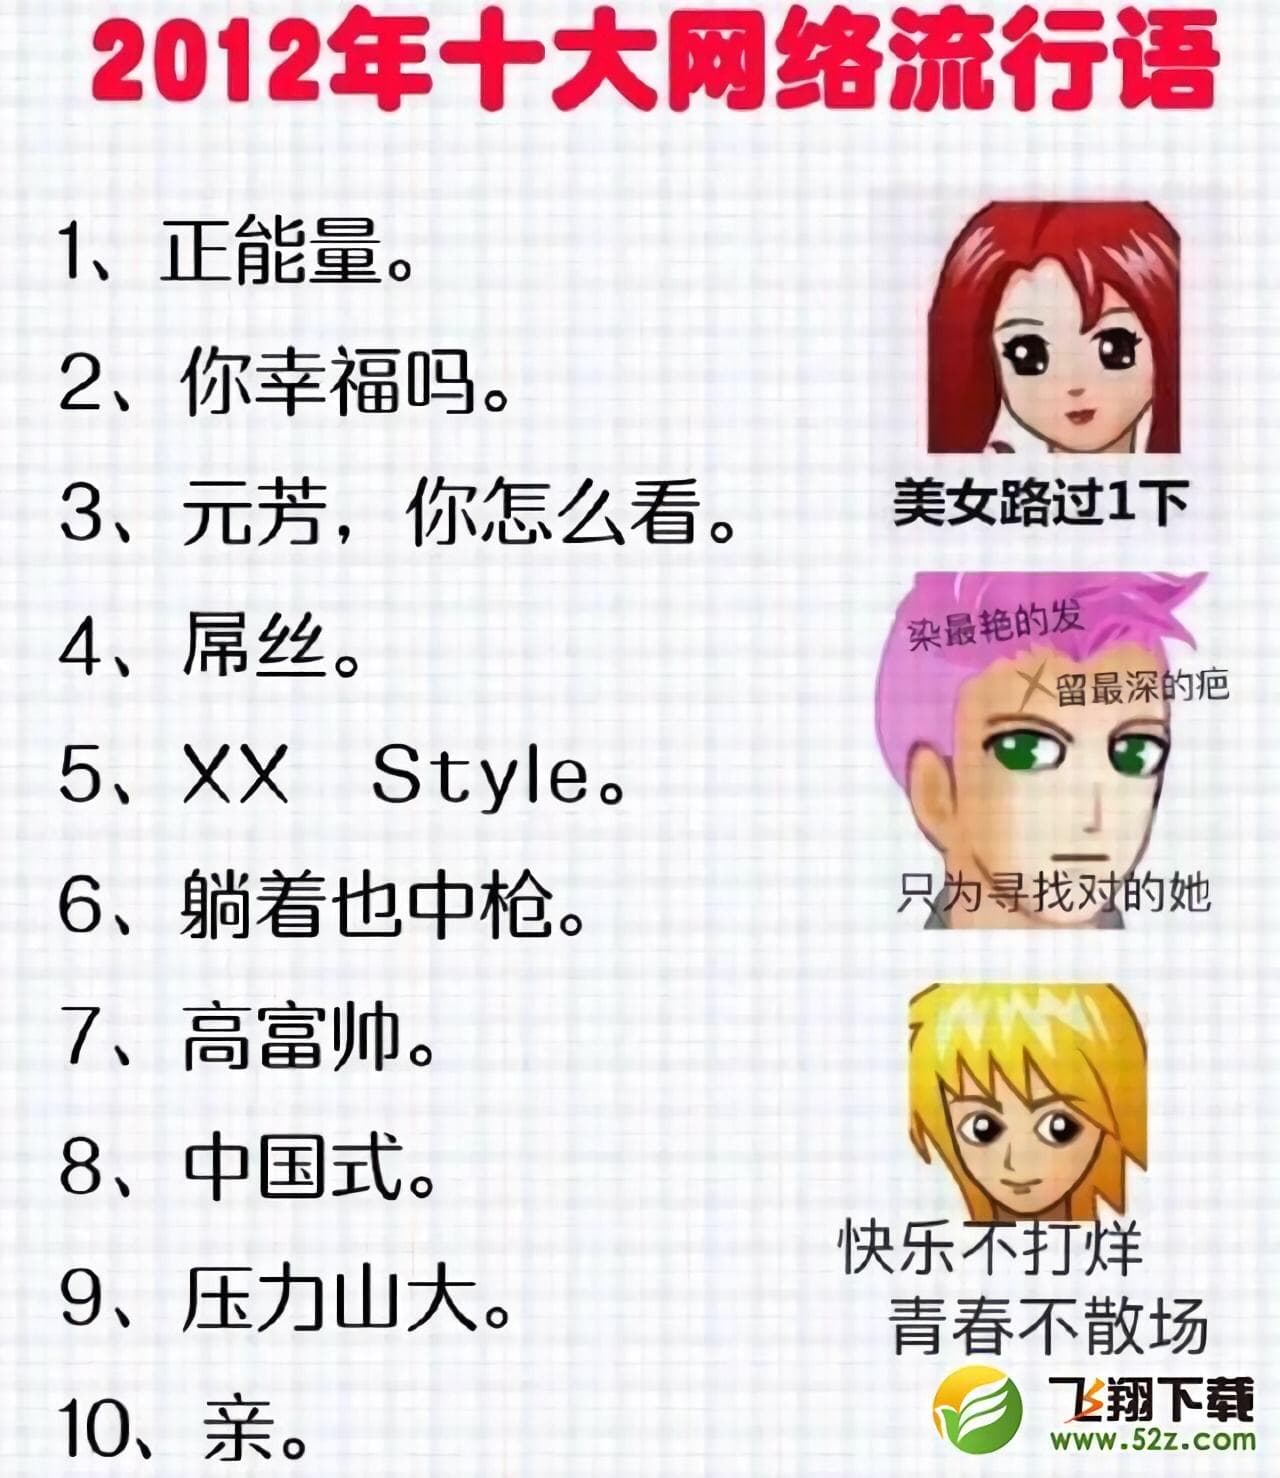 2012年十大网络流行语
1、正能量。
2、你幸福吗。
3、元芳，你怎么看。
4、屌丝。
5、XX Style。
6、躺着也中枪。
7、高富帅。
8、中国式。
9、压力山大。
10、亲。
美女路过1下
染最艳的发
留最深的疤
只为寻找对的她
快乐不打烊
青春不散场
飞翔下载
www.52z.com